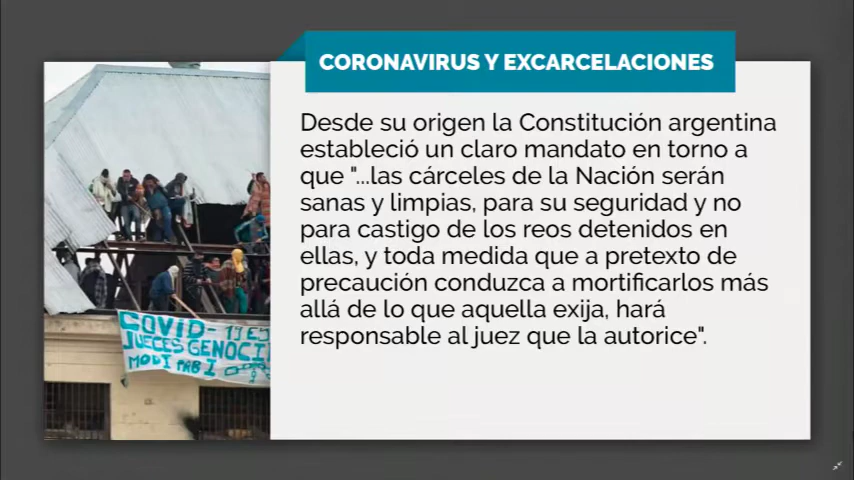 CORONAVIRUS Y EXCARCELACIONES
Desde su origen la Constitución argentina
estableció un claro mandato en torno a
que "...las cárceles de la Nación serán
sanas y limpias, para su seguridad y no
para castigo de los reos detenidos en
ellas, y toda medida que a pretexto de
precaución conduzca a mortificarlos más
allá de lo que aquella exija, hará
responsable al juez que la autorice".
COVID-
JUECES GENOCI